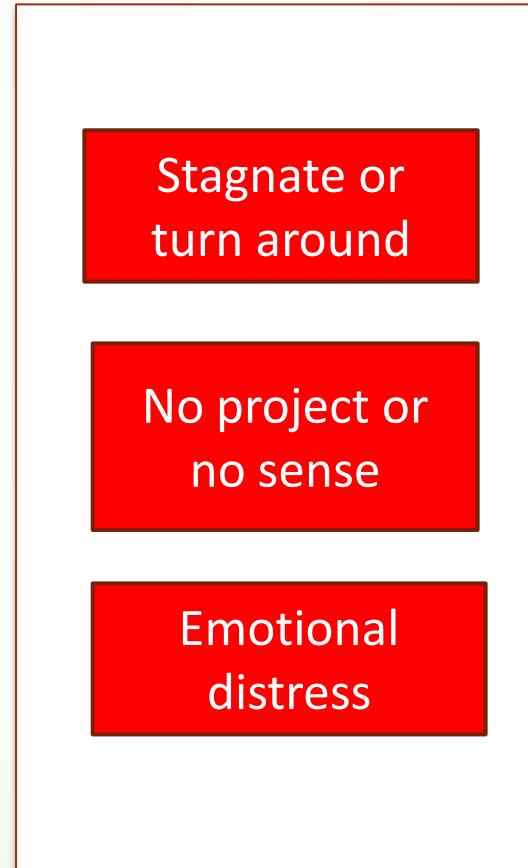 Stagnate or
turn around
No project or
no sense
Emotional
distress